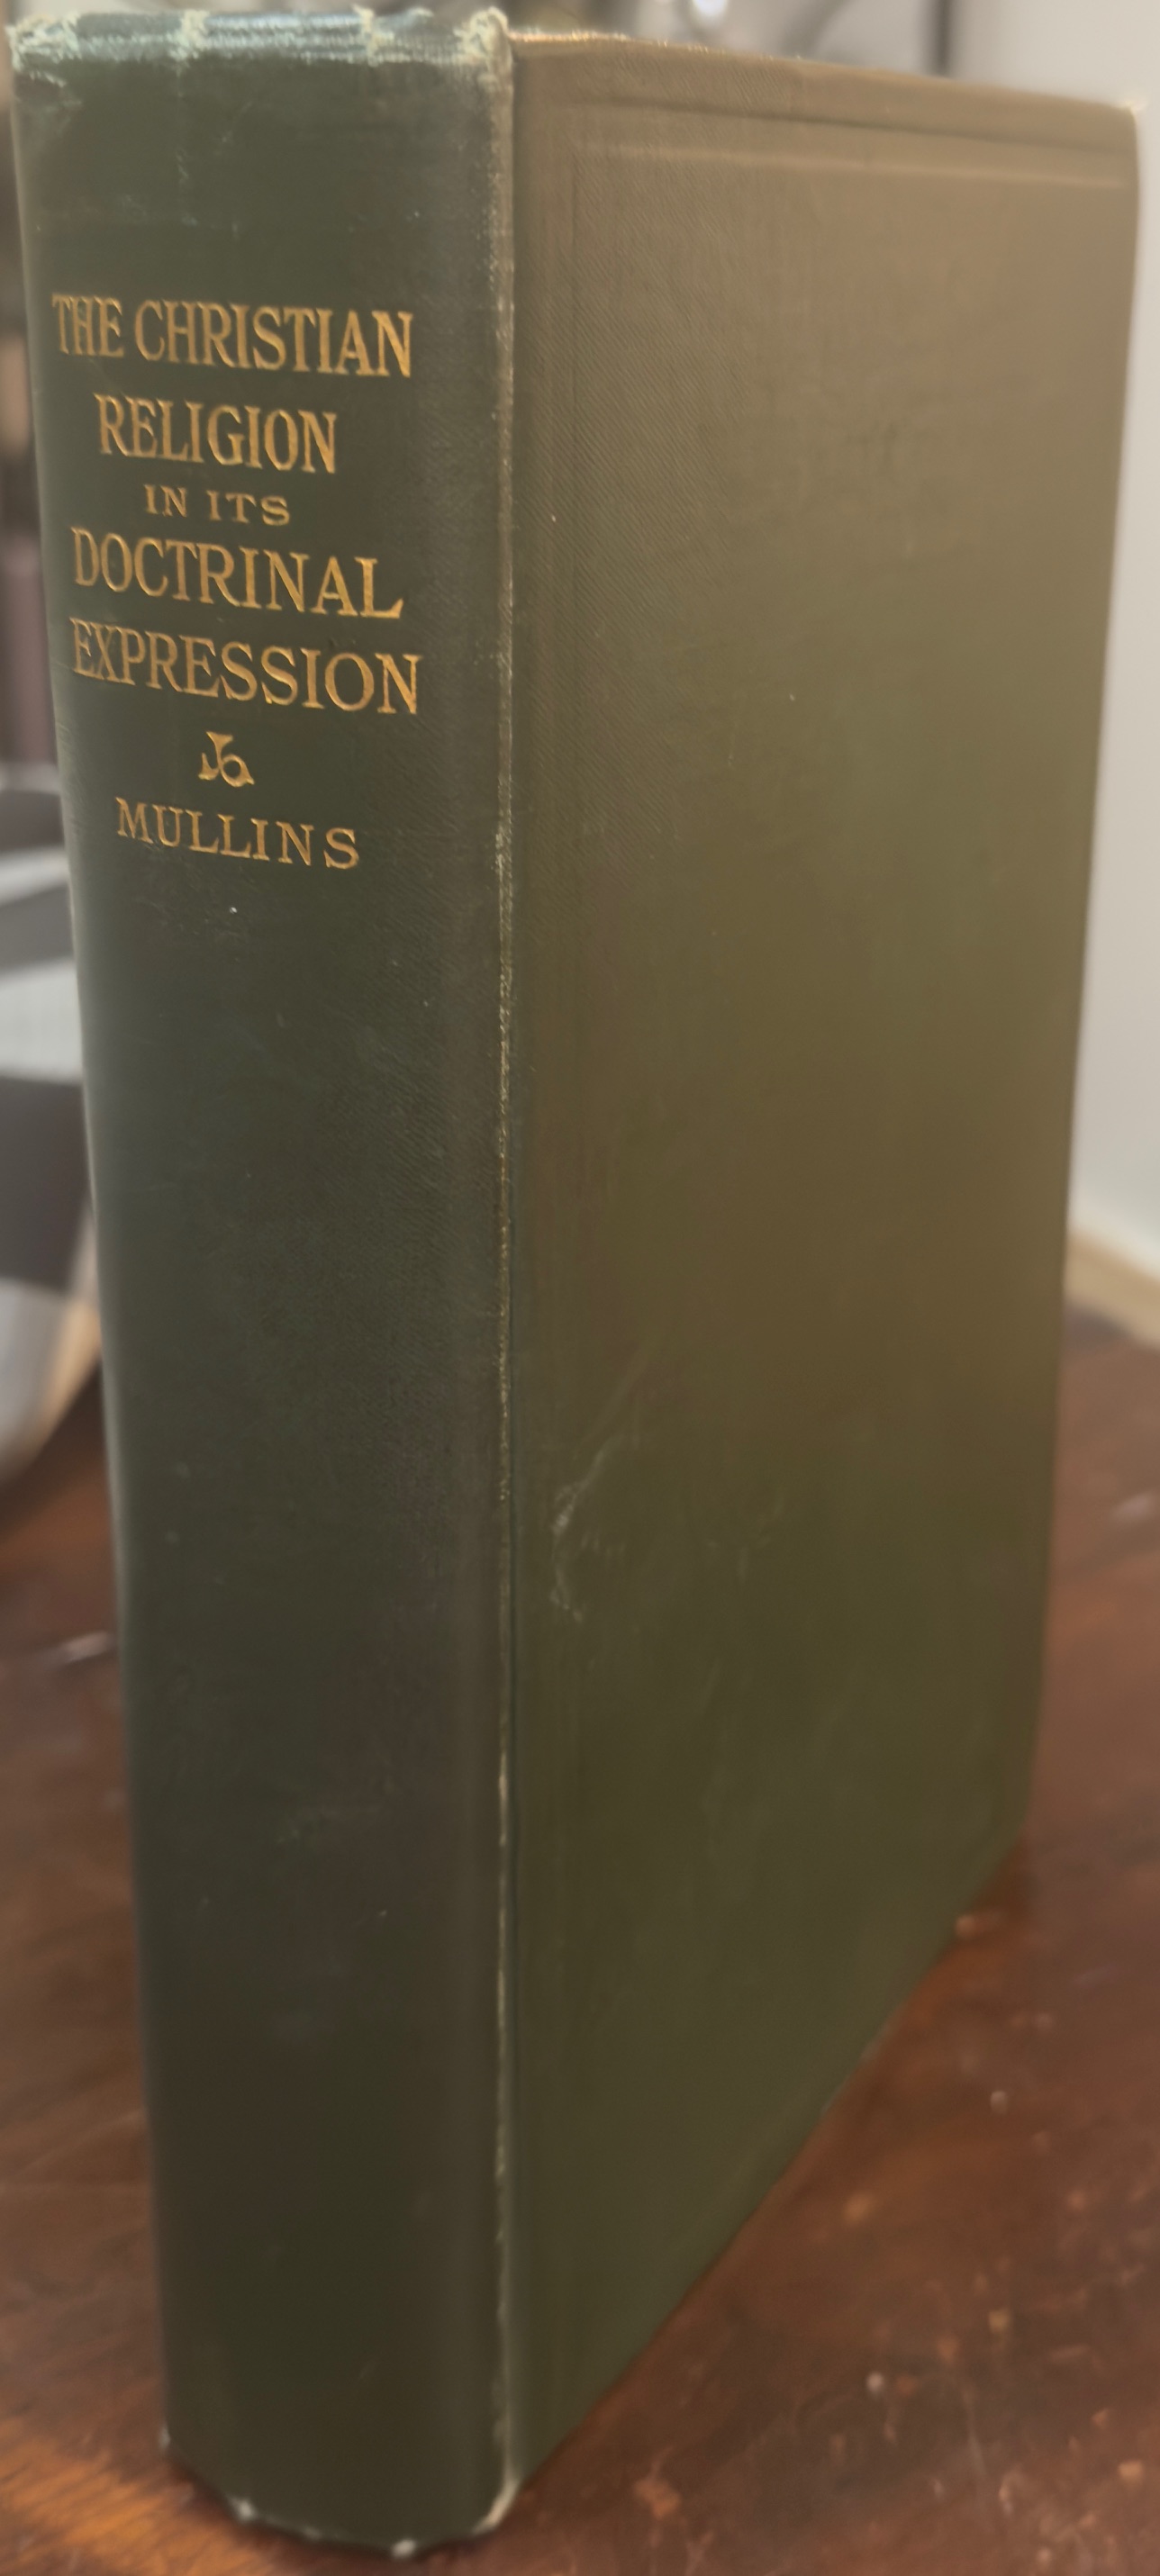 THE CHRISTIAN
RELIGION
IN ITS
DOCTRINAL
EXPRESSION
MULLINS